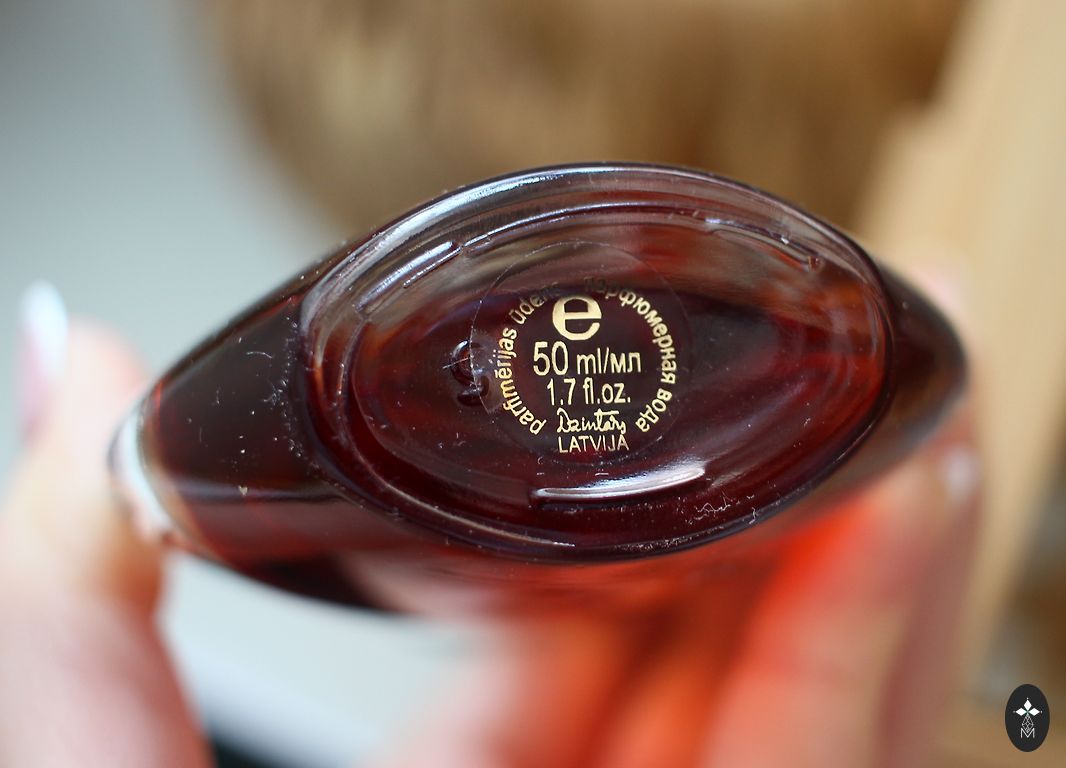 parfimērijas ūdens парфюмерная вода
e
50 ml/мл
1.7 fl.oz.
Dzintars
LATVIJA
M